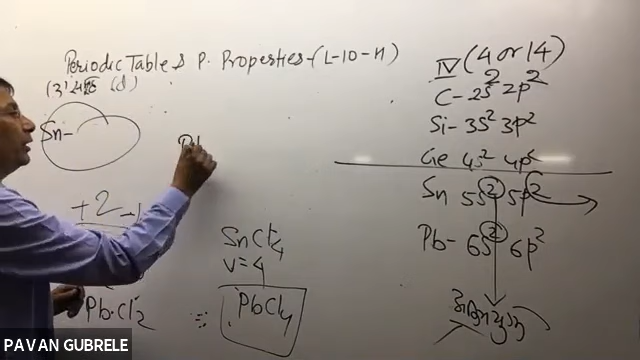 Periodic Table & P. Properties-(L-10-H)
(d)
Sn-
Pb
+2
PbCl2
SnCl4
V=4
PbCl4
IV (4 or 14)
C-2s² 2p²
Si-3s² 3p²
Ge 4s² 4p²
Sn 5s² 5p²
Pb-6s² 6p²
PAVAN GUBRELE